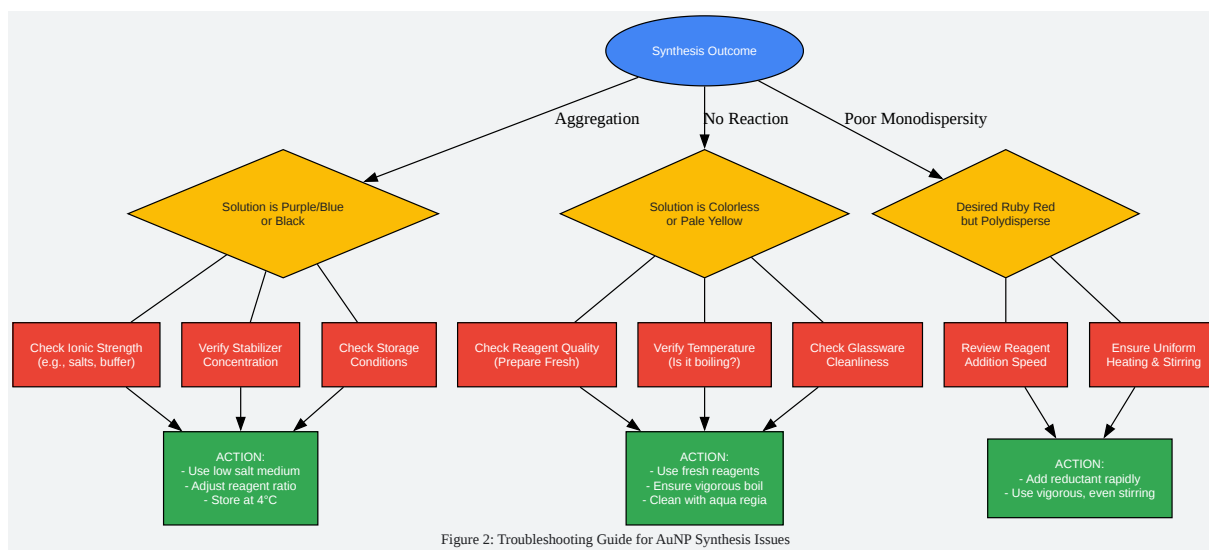 Synthesis Outcome
Aggregation
No Reaction
Poor Monodispersity
Solution is Purple/Blue
or Black
Solution is Colorless
or Pale Yellow
Desired Ruby Red
but Polydisperse
Check Ionic Strength
(e.g., salts, buffer)
Verify Stabilizer
Concentration
Check Storage
Conditions
Check Reagent Quality
(Prepare Fresh)
Verify Temperature
(Is it boiling?)
Check Glassware
Cleanliness
Review Reagent
Addition Speed
Ensure Uniform
Heating & Stirring
ACTION:
- Use low salt medium
- Adjust reagent ratio
- Store at 4°C
ACTION:
- Use fresh reagents
- Ensure vigorous boil
- Clean with aqua regia
ACTION:
- Add reductant rapidly
- Use vigorous, even stirring
Figure 2: Troubleshooting Guide for AuNP Synthesis Issues